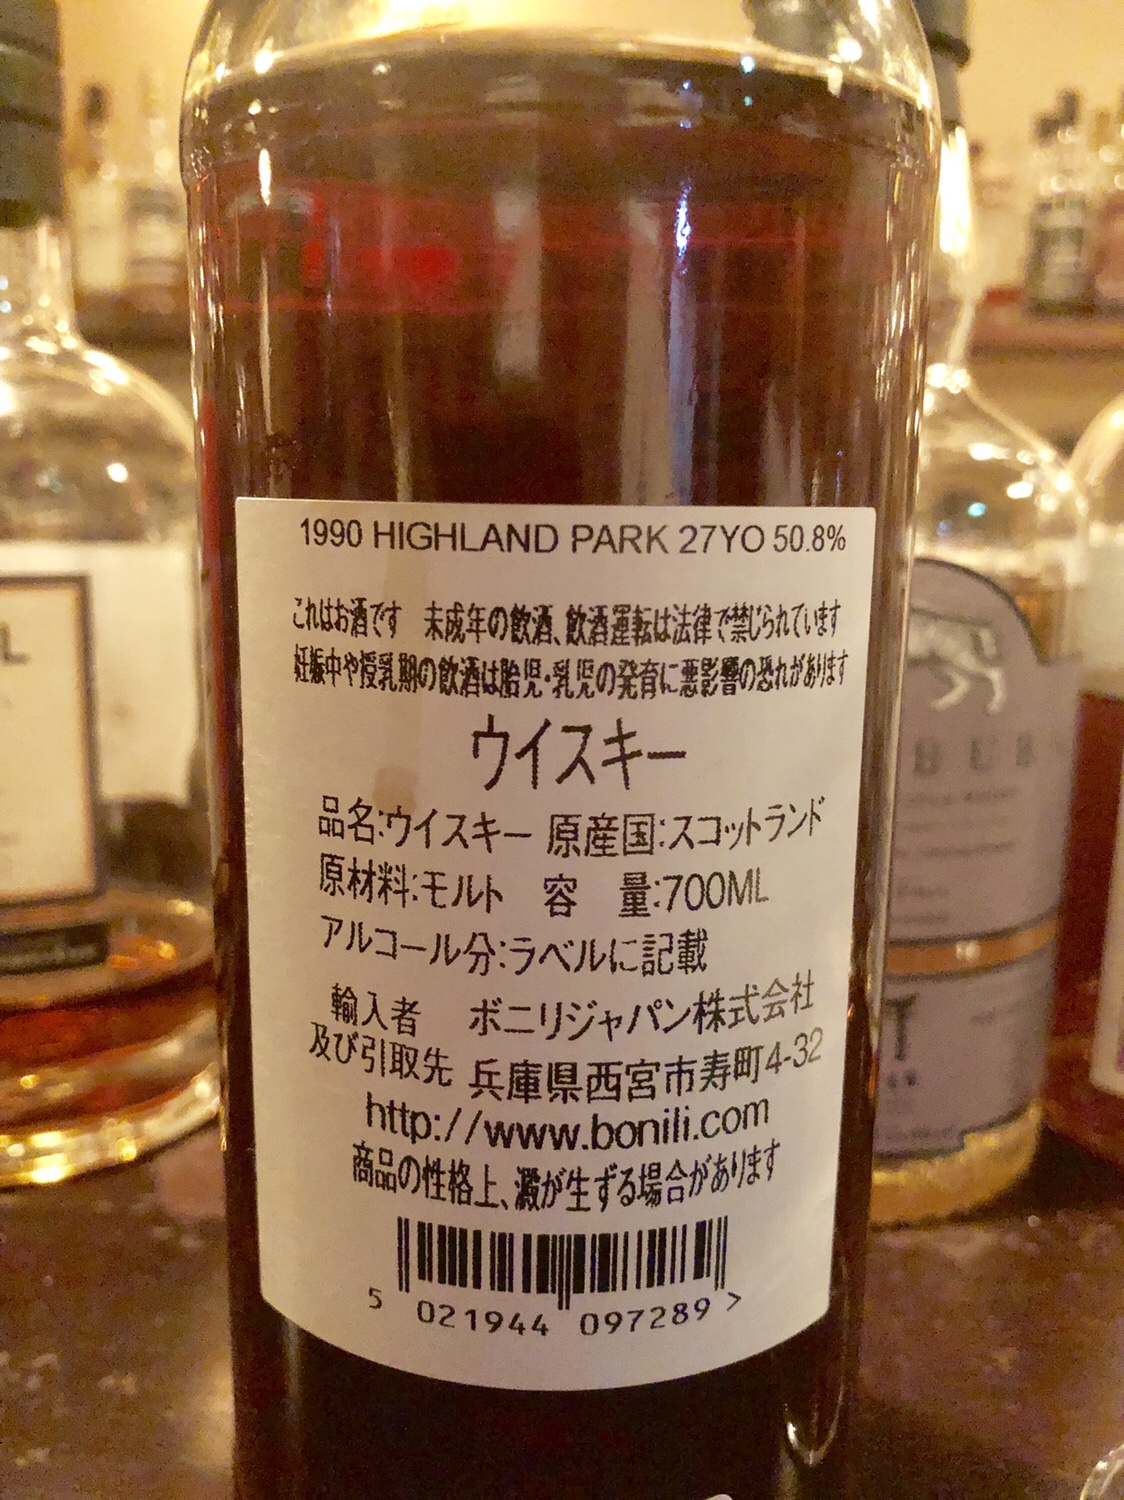 1990 HIGHLAND PARK 27YO 50.8%
これはお酒です　未成年の飲酒、飲酒運転は法律で禁じられています
妊娠中や授乳期の飲酒は胎児・乳児の発育に悪影響の恐れがあります
ウイスキー
品名:ウイスキー 原産国:スコットランド
原材料:モルト　容　量:700ML
アルコール分:ラベルに記載
輸入者　ボニリジャパン株式会社
及び引取先 兵庫県西宮市寿町4-32
http://www.bonili.com
商品の性格上、澱が生ずる場合があります
5 021944 097289 >